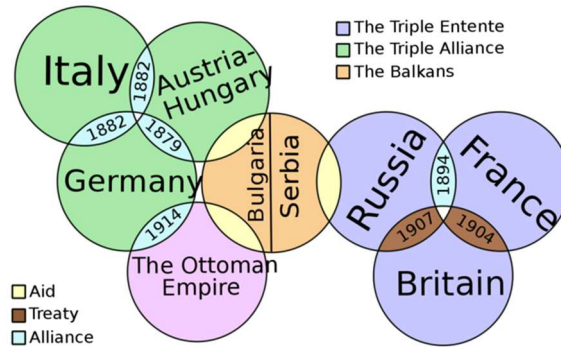 Italy
1882
Austria-
Hungary
1882
1879
Germany
1914
The Ottoman
Empire
Bulgaria
Serbia
Russia
1894
France
1907
1904
Britain
The Triple Entente
The Triple Alliance
The Balkans
Aid
Treaty
Alliance